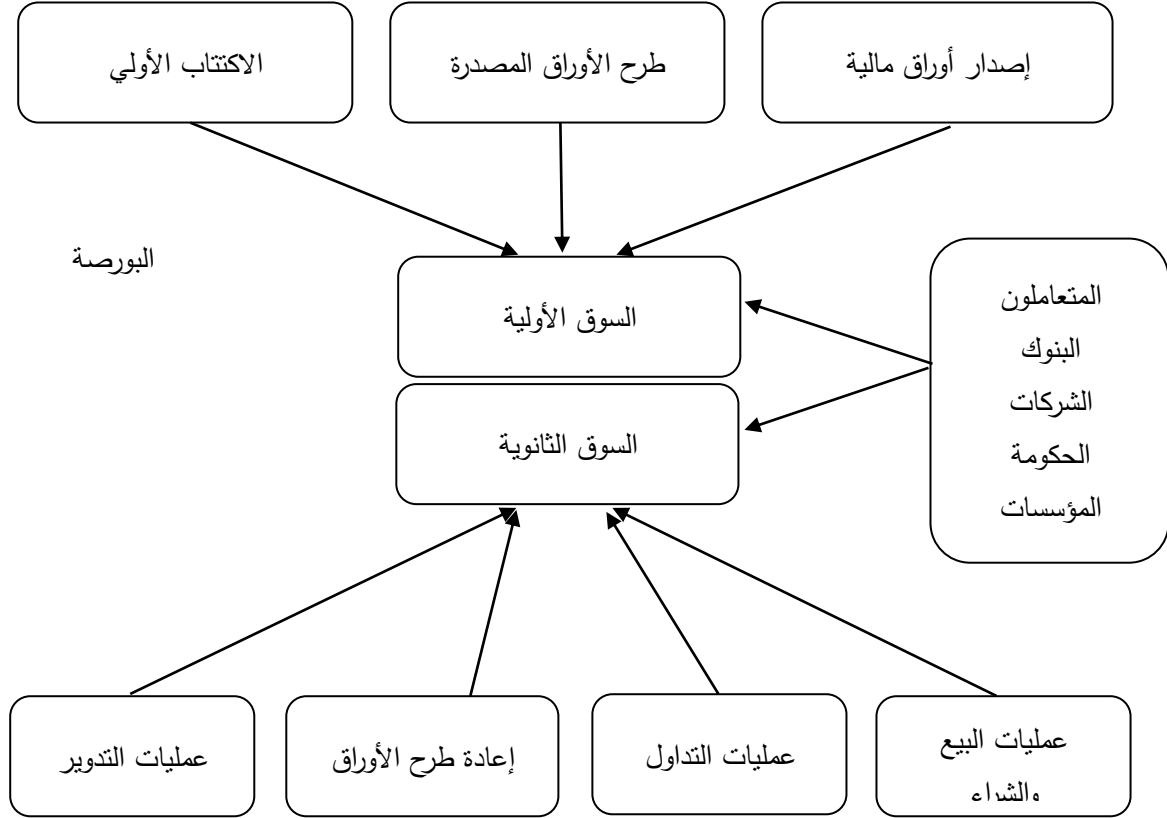 إصدار أوراق مالية
طرح الأوراق المصدرة
الاكتتاب الأولي
البورصة
السوق الأولية
السوق الثانوية
المتعاملون
البنوك
الشركات
الحكومة
المؤسسات
عمليات البيع
والشراء
عمليات التداول
إعادة طرح الأوراق
عمليات التدوير